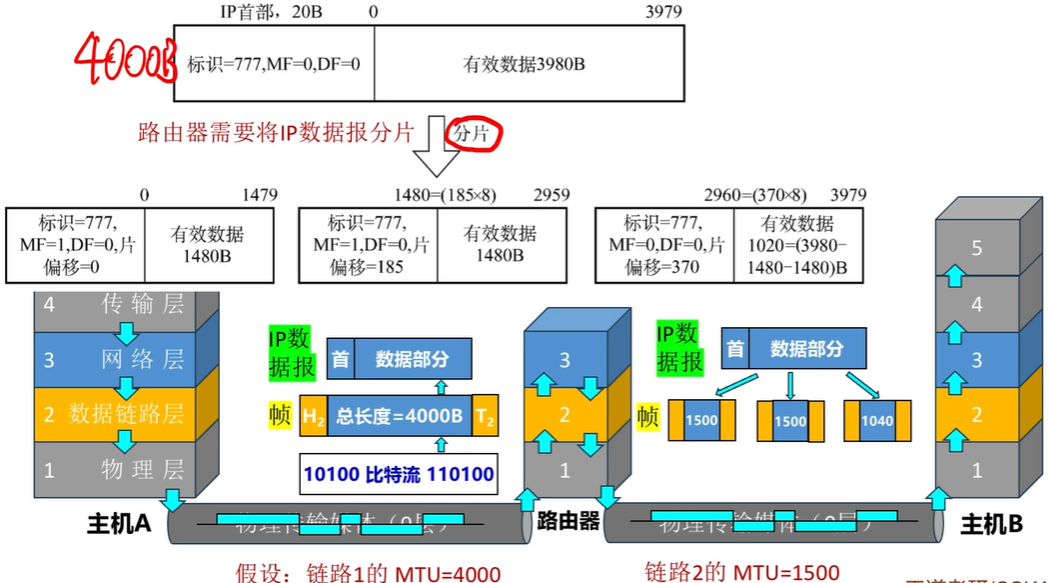 IP首部，20B
0
3979
4000B
标识=777,MF=0,DF=0
有效数据3980B
路由器需要将IP数据报分片
分片
0
1479
1480=(185×8)
2959
2960=(370×8)
3979
标识=777,
MF=1,DF=0,片
偏移=0
有效数据
1480B
标识=777,
MF=1,DF=0,片
偏移=185
有效数据
1480B
标识=777,
MF=0,DF=0,片
偏移=370
有效数据
1020=(3980−
1480−1480)B
4 传输层
3 网络层
2 数据链路层
1 物理层
IP数
据报
首
数据部分
帧
H2
总长度=4000B
T2
10100 比特流 110100
3
2
1
IP数
据报
首
数据部分
帧
1500
1500
1040
5
4
3
2
1
主机A
物理传输媒体（0层）
路由器
物理传输媒体（0层）
主机B
假设：链路1的 MTU=4000
链路2的 MTU=1500